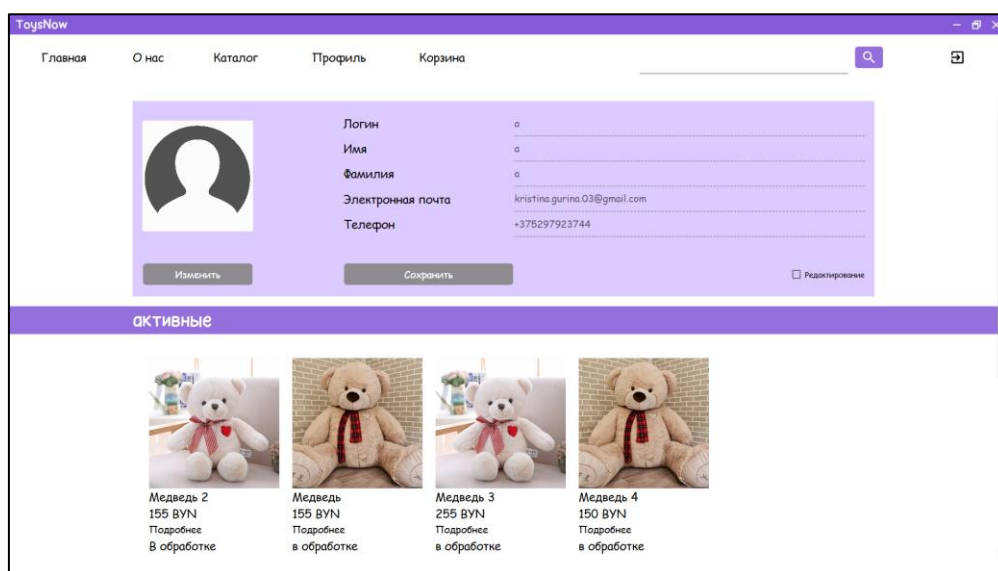 ToysNow
Главная О нас Каталог Профиль Корзина
Логин a
Имя a
Фамилия a
Электронная почта kristina.gurina.03@gmail.com
Телефон +375297923744
Изменить Сохранить Редактирование
активные
Медведь 2 Медведь Медведь 3 Медведь 4
155 BYN 155 BYN 255 BYN 150 BYN
Подробнее Подробнее Подробнее Подробнее
В обработке в обработке в обработке в обработке